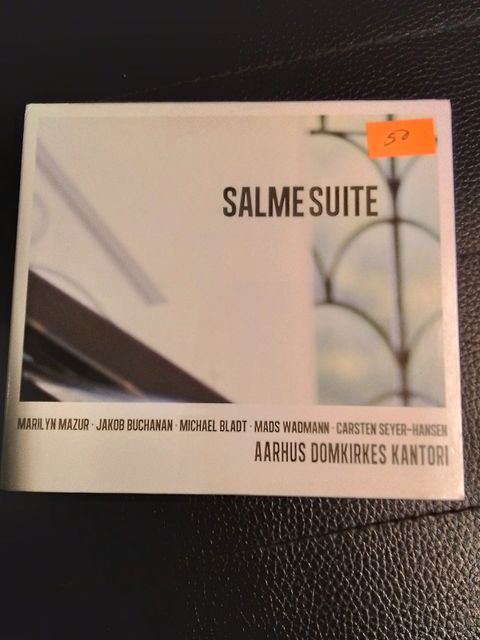 50
SALME SUITE
MARILYN MAZUR · JAKOB BUCHANAN · MICHAEL BLADT · MADS WADMANN · CARSTEN SEYER-HANSEN
AARHUS DOMKIRKES KANTORI